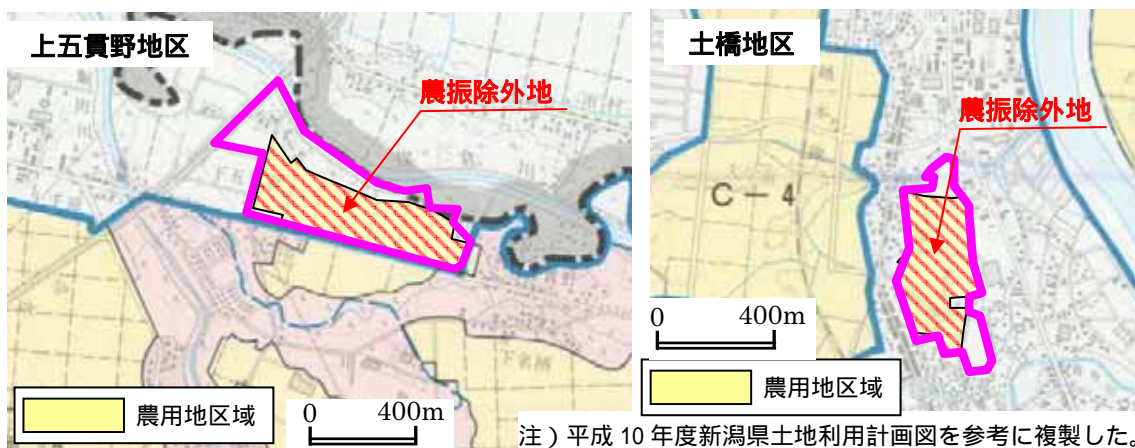 上五貫野地区
農振除外地
農用地区域
0 400m
土橋地区
農振除外地
C－4
0 400m
農用地区域
注）平成 10 年度新潟県土地利用計画図を参考に複製した